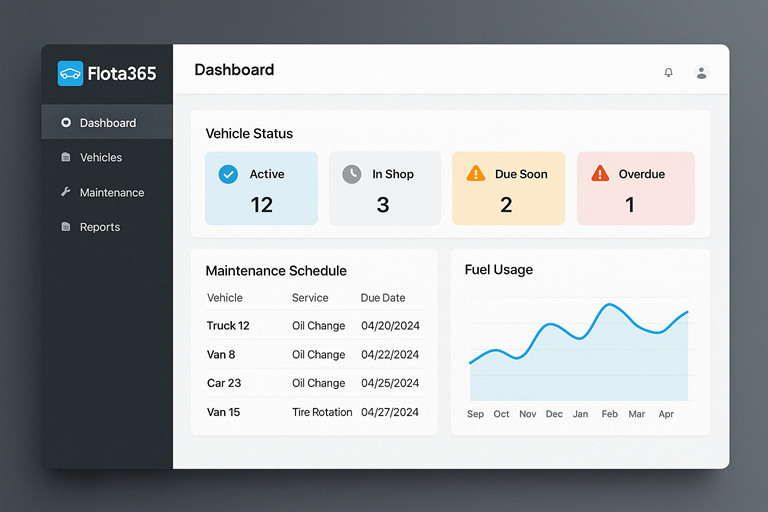 Flota365
Dashboard
Dashboard
Vehicles
Maintenance
Reports
Vehicle Status
Active
12
In Shop
3
Due Soon
2
Overdue
1
Maintenance Schedule
Vehicle Service Due Date
Truck 12 Oil Change 04/20/2024
Van 8 Oil Change 04/22/2024
Car 23 Oil Change 04/25/2024
Van 15 Tire Rotation 04/27/2024
Fuel Usage
Sep Oct Nov Dec Jan Feb Mar Apr